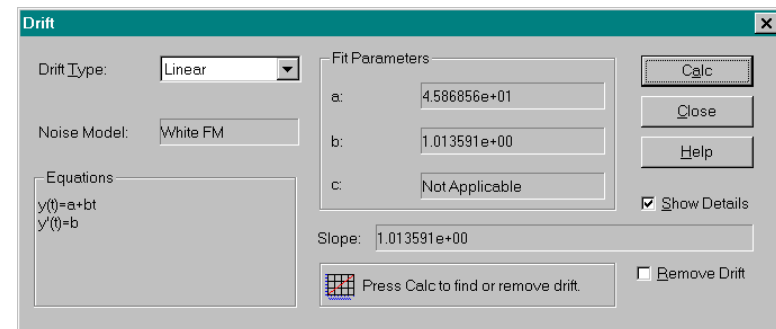 Drift
Drift Type:
Linear
Noise Model:
White FM
Equations
y(t)=a+bt
y'(t)=b
Fit Parameters
a:
4.586856e+01
b:
1.013591e+00
c:
Not Applicable
Slope:
1.013591e+00
Press Calc to find or remove drift.
Calc
Close
Help
Show Details
Remove Drift